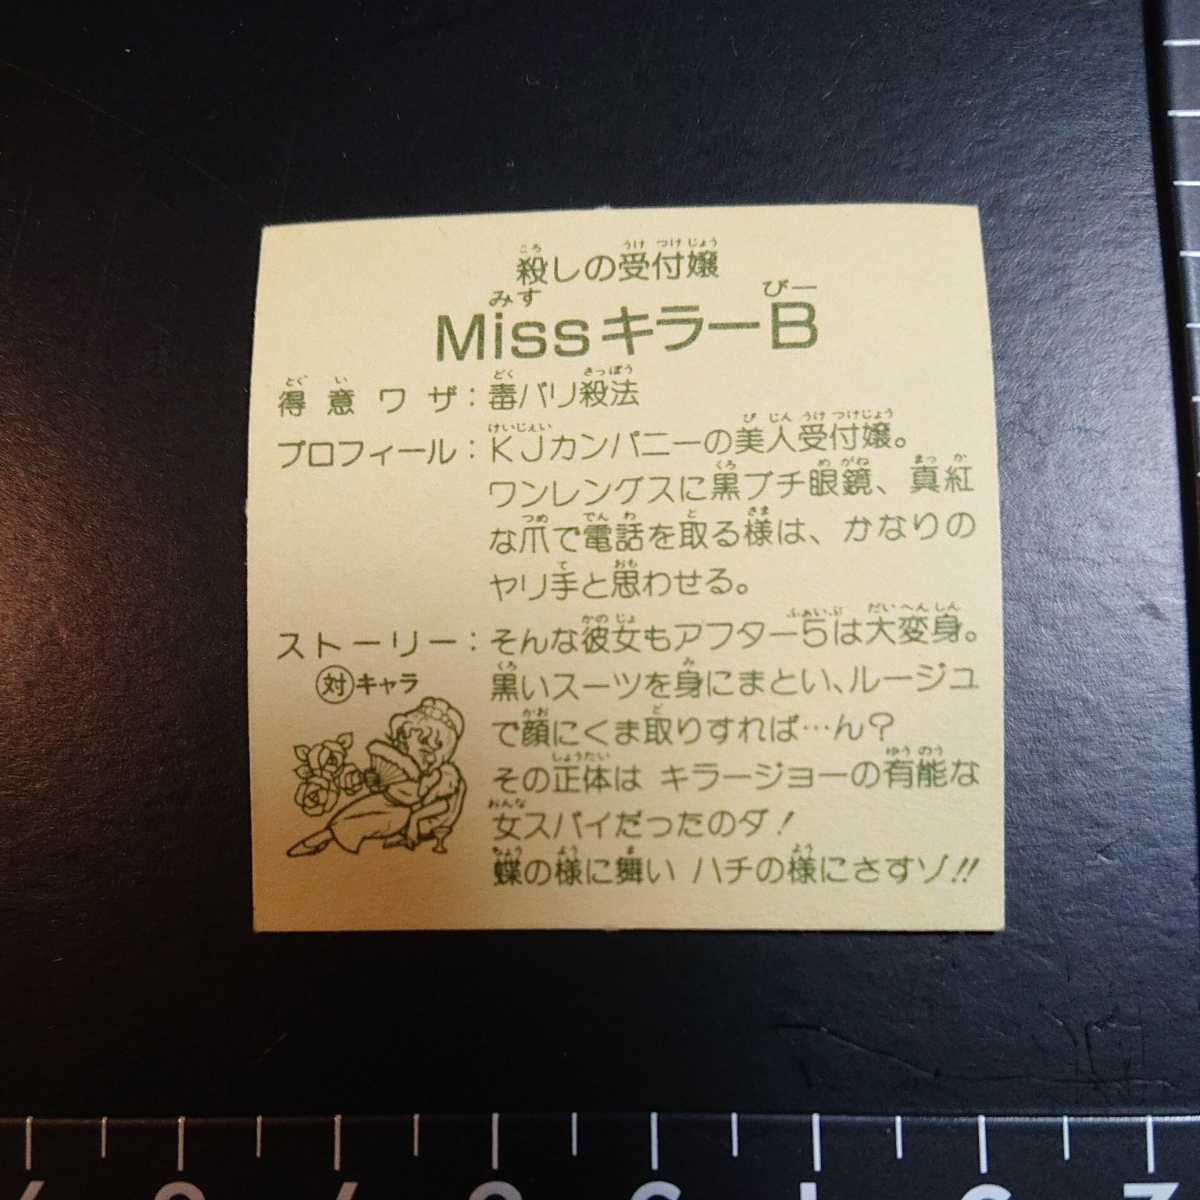 殺しの受付嬢
MissキラーB
得意ワザ：毒バリ殺法
プロフィール：KJカンパニーの美人受付嬢。
ワンレングスに黒ブチ眼鏡、真紅
な爪で電話を取る様は、かなりの
ヤリ手と思わせる。
ストーリー：そんな彼女もアフター5は大変身。
黒いスーツを身にまとい、ルージュ
で顔にくま取りすれば…ん？
その正体は キラージョーの有能な
女スパイだったのダ！
蝶の様に舞い ハチの様にさすゾ!!
対キャラ